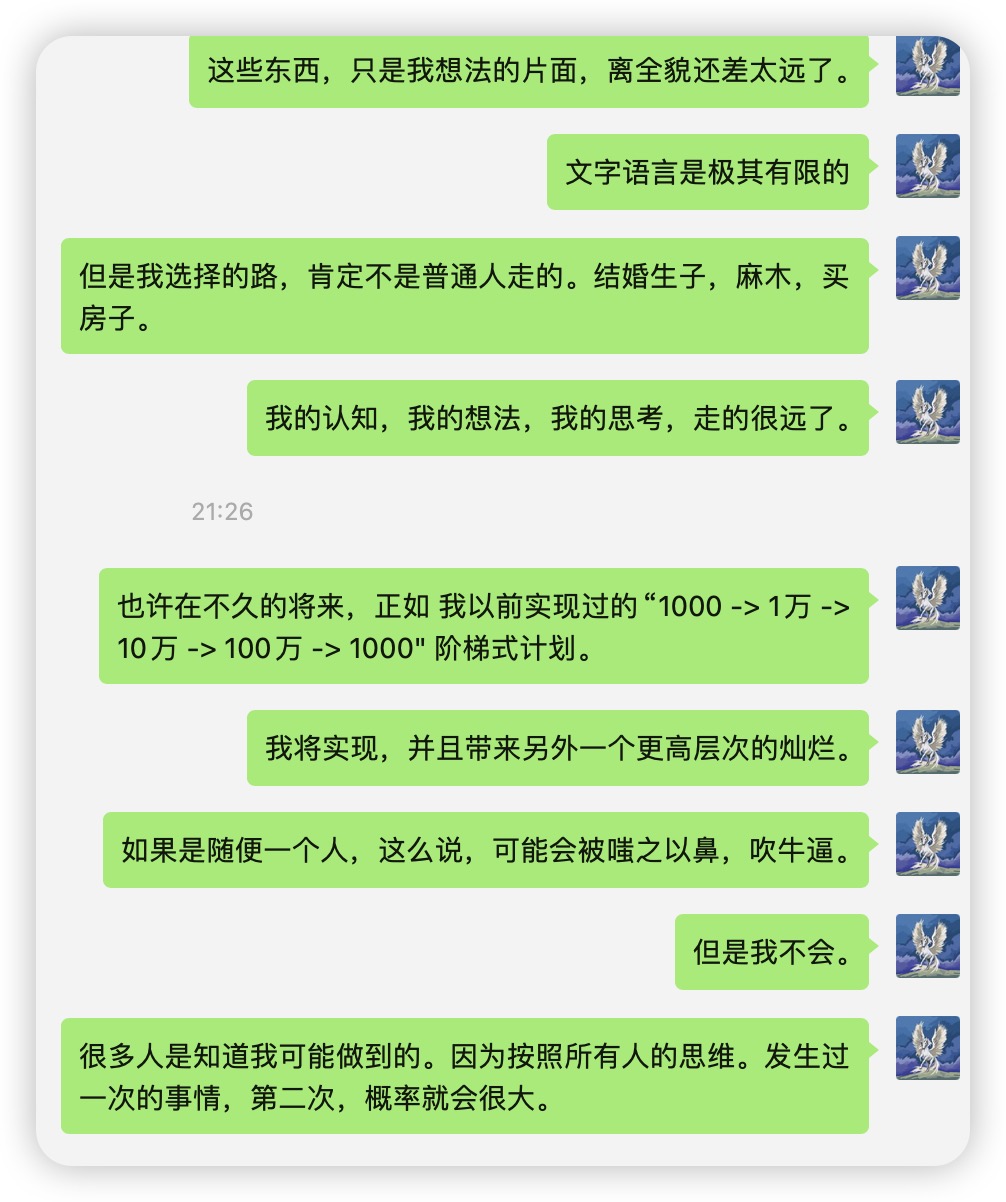 这些东西，只是我想法的片面，离全貌还差太远了。
文字语言是极其有限的
但是我选择的路，肯定不是普通人走的。结婚生子，麻木，买
房子。
我的认知，我的想法，我的思考，走的很远了。
21:26
也许在不久的将来，正如 我以前实现过的 “1000 -> 1万 ->
10万 -> 100万 -> 1000" 阶梯式计划。
我将实现，并且带来另外一个更高层次的灿烂。
如果是随便一个人，这么说，可能会被嗤之以鼻，吹牛逼。
但是我不会。
很多人是知道我可能做到的。因为按照所有人的思维。发生过
一次的事情，第二次，概率就会很大。